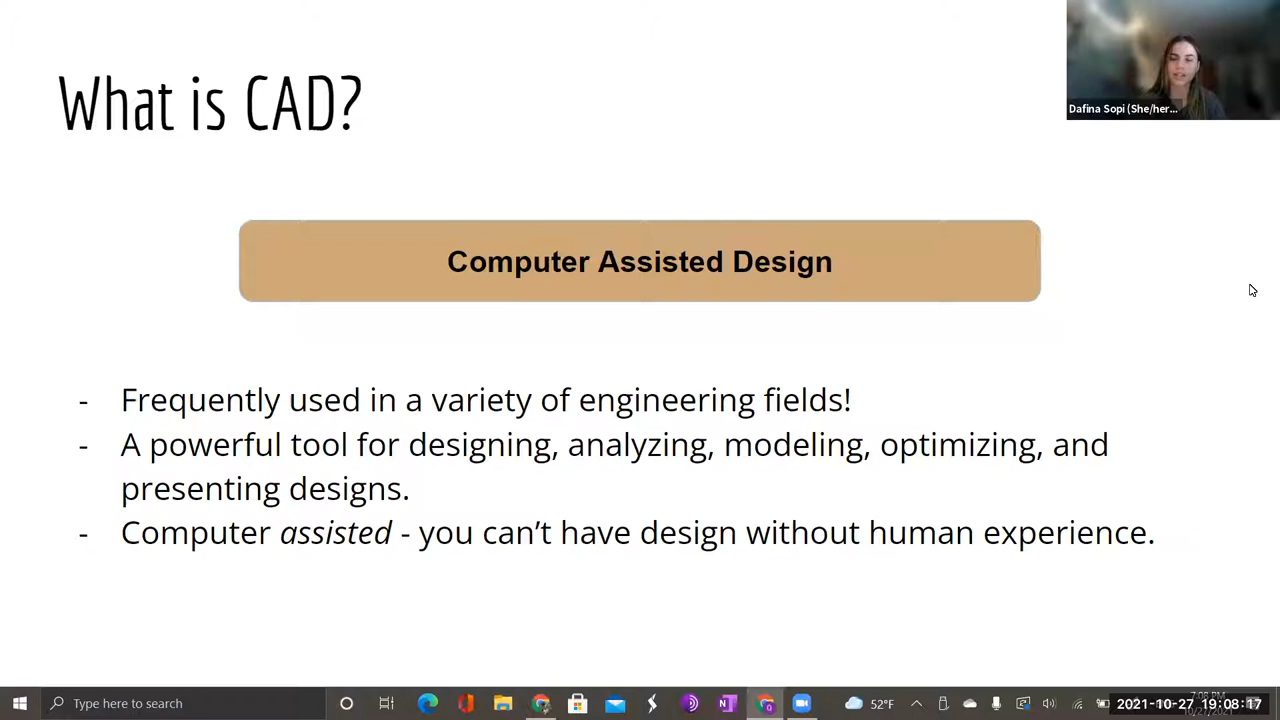 What is CAD?
Dafina Sopi (She/her...
Computer Assisted Design
- Frequently used in a variety of engineering fields!
- A powerful tool for designing, analyzing, modeling, optimizing, and
presenting designs.
- Computer assisted - you can't have design without human experience.
Type here to search
52°F
2021-10-27 19:08:17